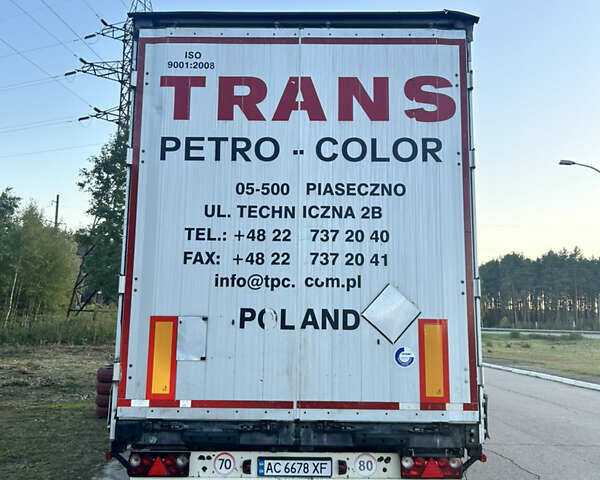 ISO
9001:2008
TRANS
PETRO - COLOR
05-500 PIASECZNO
UL. TECHNICZNA 2B
TEL.: +48 22 737 20 40
FAX: +48 22 737 20 41
info@tpc.com.pl
POLAND
70
AC 6678 XF
80